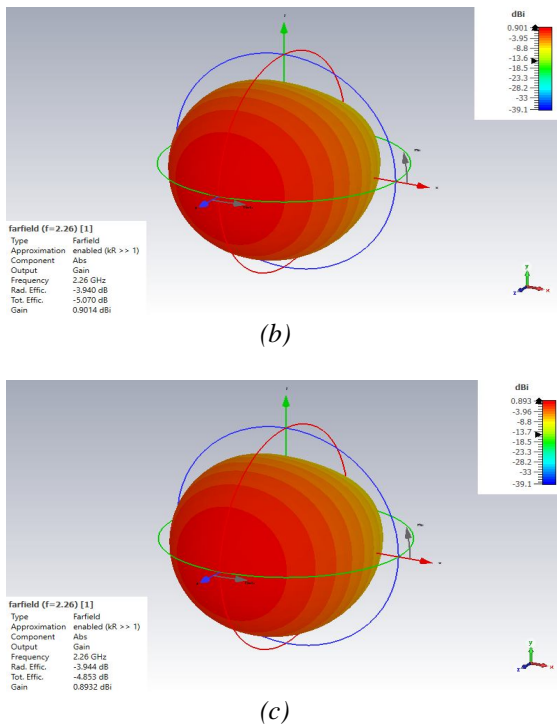 dBi
0.901
-3.95
-8.8
-13.6
-18.5
-23.3
-28.2
-33
-39.1
farfield (f=2.26) [1]
Type Farfield
Approximation enabled (kR >> 1)
Component Abs
Output Gain
Frequency 2.26 GHz
Rad. Effic. -3.940 dB
Tot. Effic. -5.070 dB
Gain 0.9014 dBi
y
z x
(b)
dBi
0.893
-3.96
-8.8
-13.7
-18.5
-23.3
-28.2
-33
-39.1
farfield (f=2.26) [1]
Type Farfield
Approximation enabled (kR >> 1)
Component Abs
Output Gain
Frequency 2.26 GHz
Rad. Effic. -3.944 dB
Tot. Effic. -4.853 dB
Gain 0.8932 dBi
y
z x
(c)